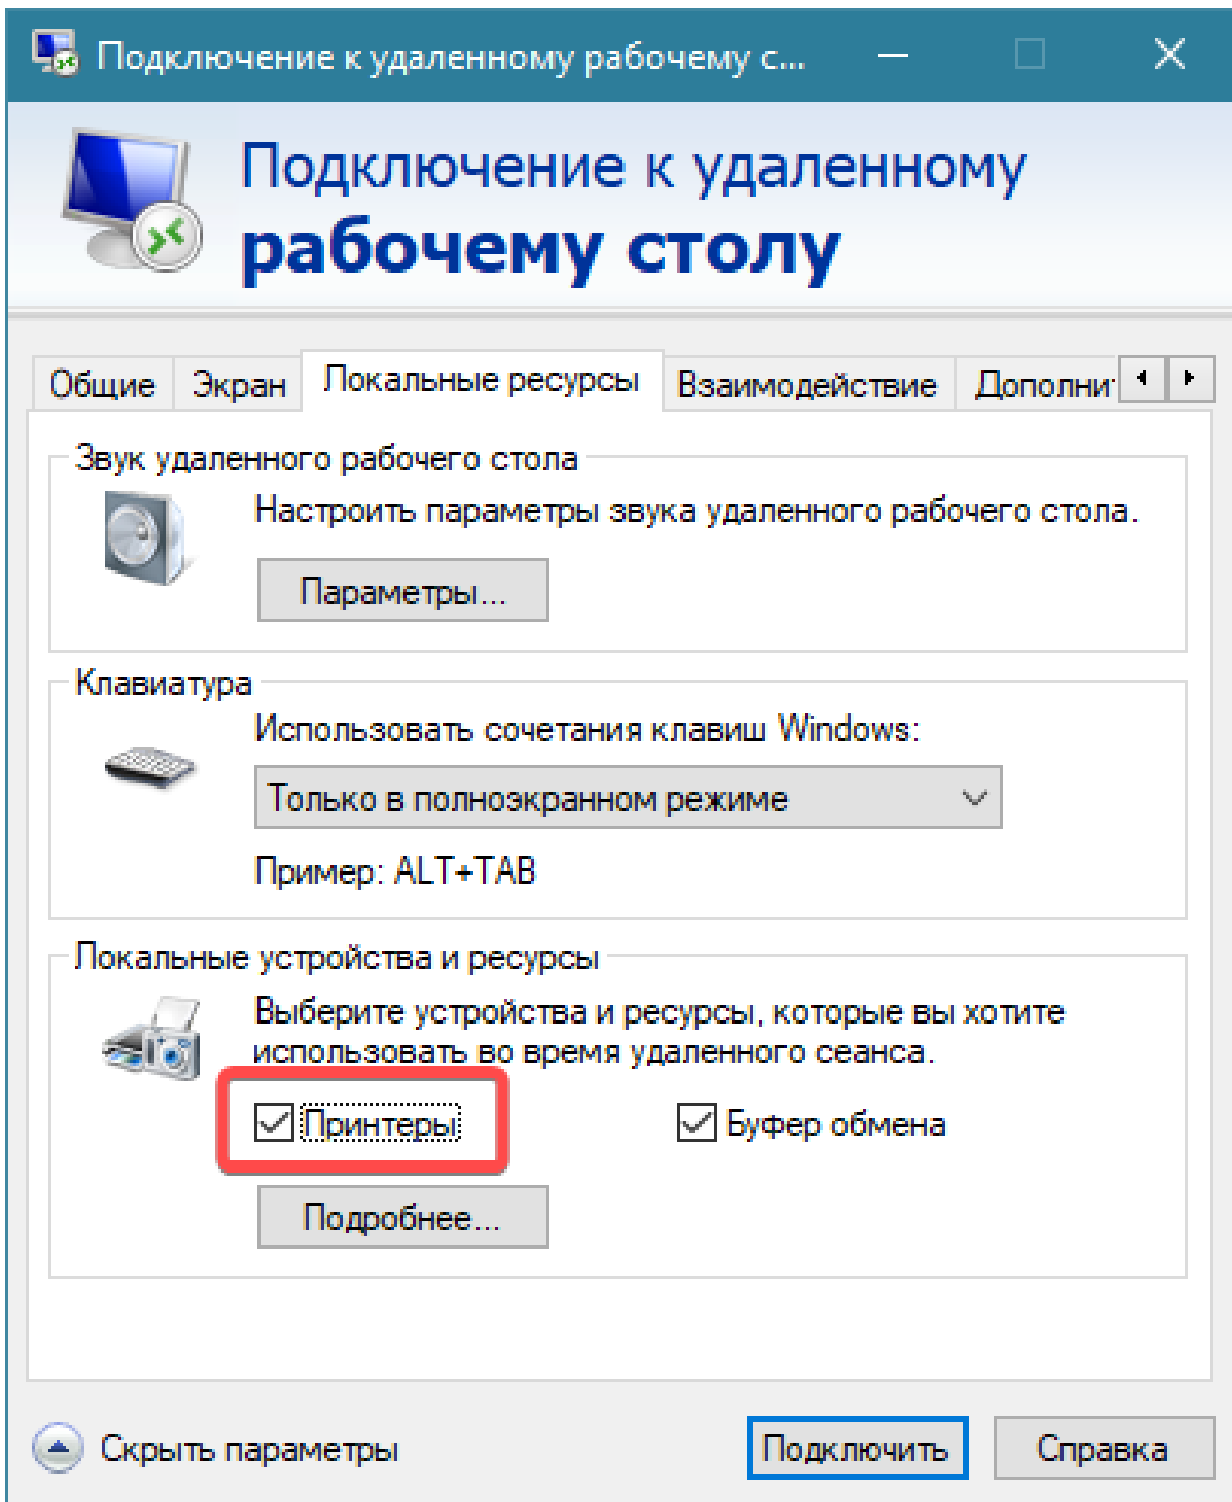 Подключение к удаленному рабочему с...
Подключение к удаленному
рабочему столу
Общие
Экран
Локальные ресурсы
Взаимодействие
Дополни
Звук удаленного рабочего стола
Настроить параметры звука удаленного рабочего стола.
Параметры...
Клавиатура
Использовать сочетания клавиш Windows:
Только в полноэкранном режиме
Пример: ALT+TAB
Локальные устройства и ресурсы
Выберите устройства и ресурсы, которые вы хотите
использовать во время удаленного сеанса.
Принтеры
Буфер обмена
Подробнее...
Скрыть параметры
Подключить
Справка